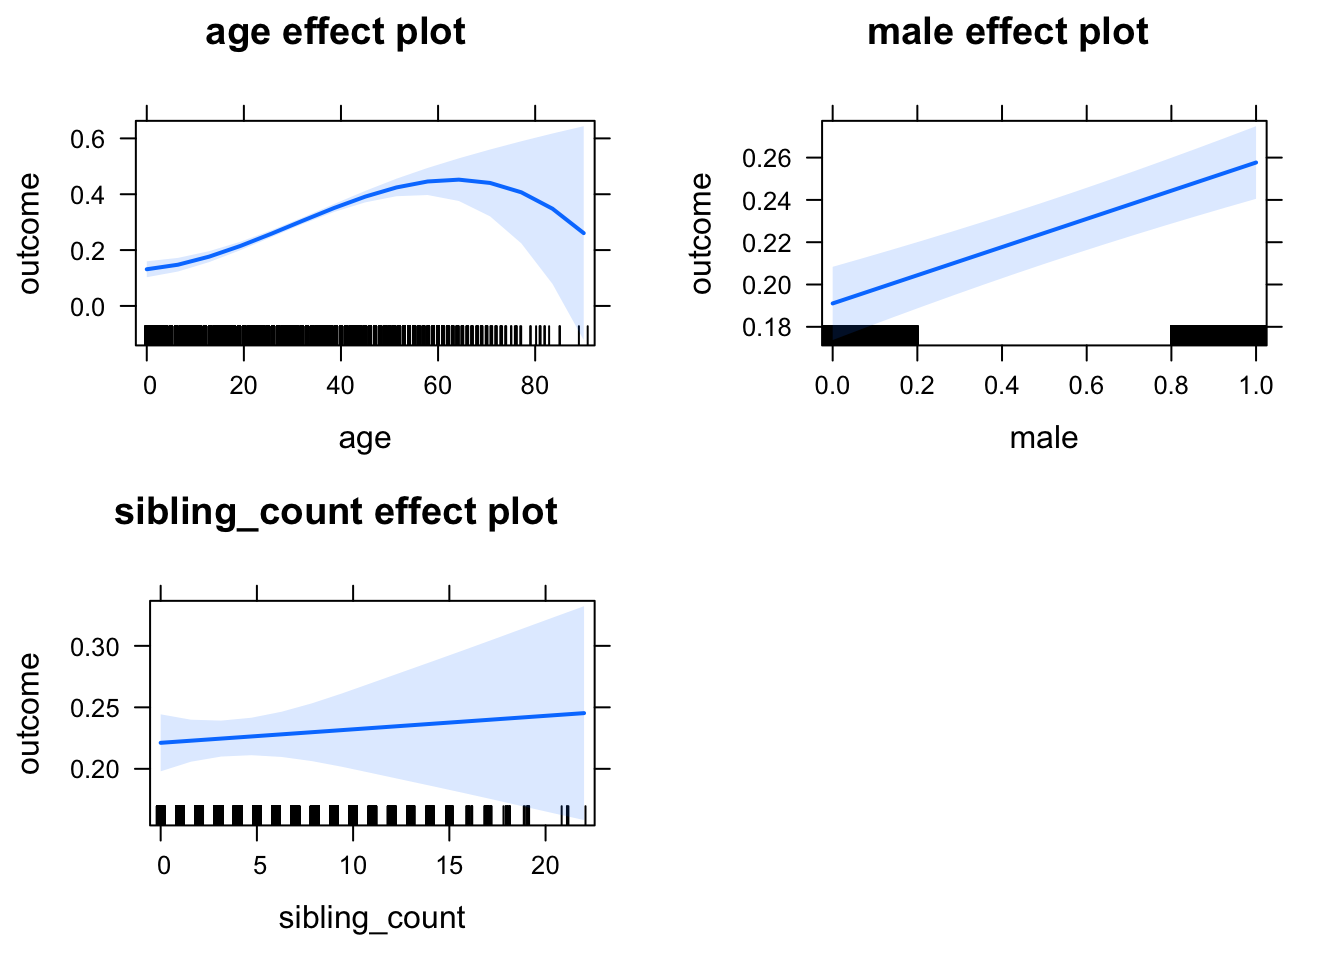 age effect plot
outcome
0.6
0.4
0.2
0.0
0 20 40 60 80
age
male effect plot
outcome
0.26
0.24
0.22
0.20
0.18
0.0 0.2 0.4 0.6 0.8 1.0
male
sibling_count effect plot
outcome
0.30
0.25
0.20
0 5 10 15 20
sibling_count